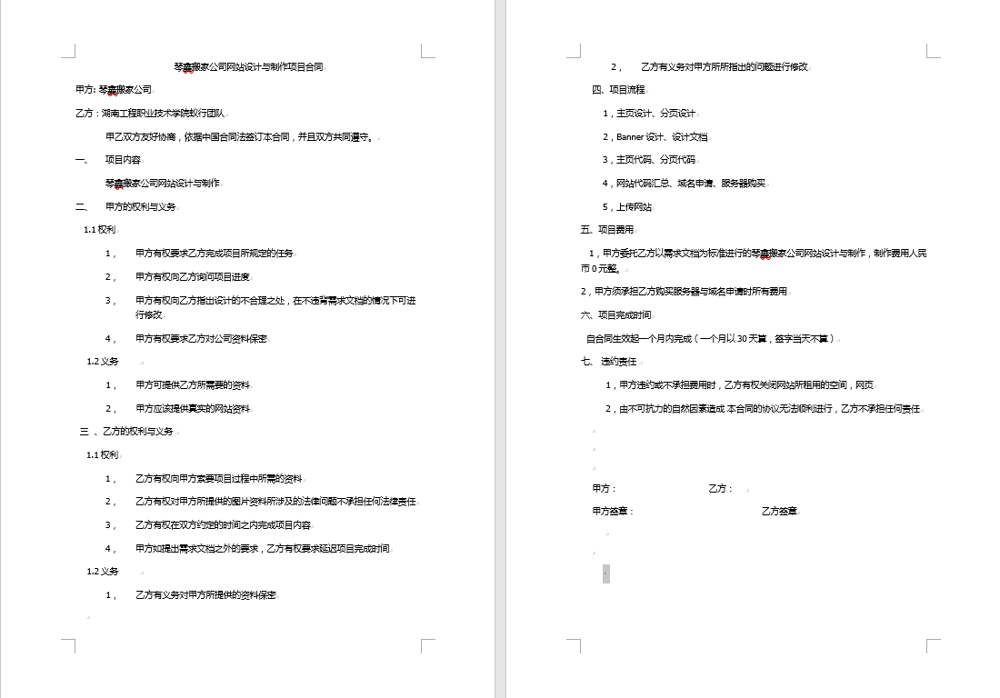 琴鑫搬家公司网站设计与制作项目合同
甲方: 琴鑫搬家公司
乙方：湖南工程职业技术学院蚁行团队
甲乙双方友好协商，依据中国合同法签订本合同，并且双方共同遵守。
一、 项目内容
琴鑫搬家公司网站设计与制作
二、 甲方的权利与义务
1.1 权利
1， 甲方有权要求乙方完成项目所规定的任务
2， 甲方有权向乙方询问项目进度
3， 甲方有权向乙方指出设计的不合理之处，在不违背需求文档的情况下可进
行修改
4， 甲方有权要求乙方对公司资料保密
1.2 义务
1， 甲方可提供乙方所需要的资料
2， 甲方应该提供真实的网站资料
三 、乙方的权利与义务
1.1 权利
1， 乙方有权向甲方索要项目过程中所需的资料
2， 乙方有权对甲方所提供的图片资料所涉及的法律问题不承担任何法律责任
3， 乙方有权在双方约定的时间之内完成项目内容
4， 甲方如提出需求文档之外的要求，乙方有权要求延迟项目完成时间
1.2 义务
1， 乙方有义务对甲方所提供的资料保密
2， 乙方有义务对甲方所所指出的问题进行修改
四、项目流程
1，主页设计、分页设计
2，Banner 设计、设计文档
3，主页代码、分页代码
4，网站代码汇总、域名申请、服务器购买
5，上传网站
五、项目费用
1，甲方委托乙方以需求文档为标准进行的琴鑫搬家公司网站设计与制作，制作费用人民
币 0 元整。
2，甲方须承担乙方购买服务器与域名申请时所有费用
六、项目完成时间
自合同生效起一个月内完成（一个月以 30 天算，签字当天不算）
七、 违约责任
1，甲方违约或不承担费用时，乙方有权关闭网站所租用的空间，网页
2，由不可抗力的自然因素造成 本合同的协议无法顺利进行，乙方不承担任何责任
甲方： 乙方：
甲方签章： 乙方签章